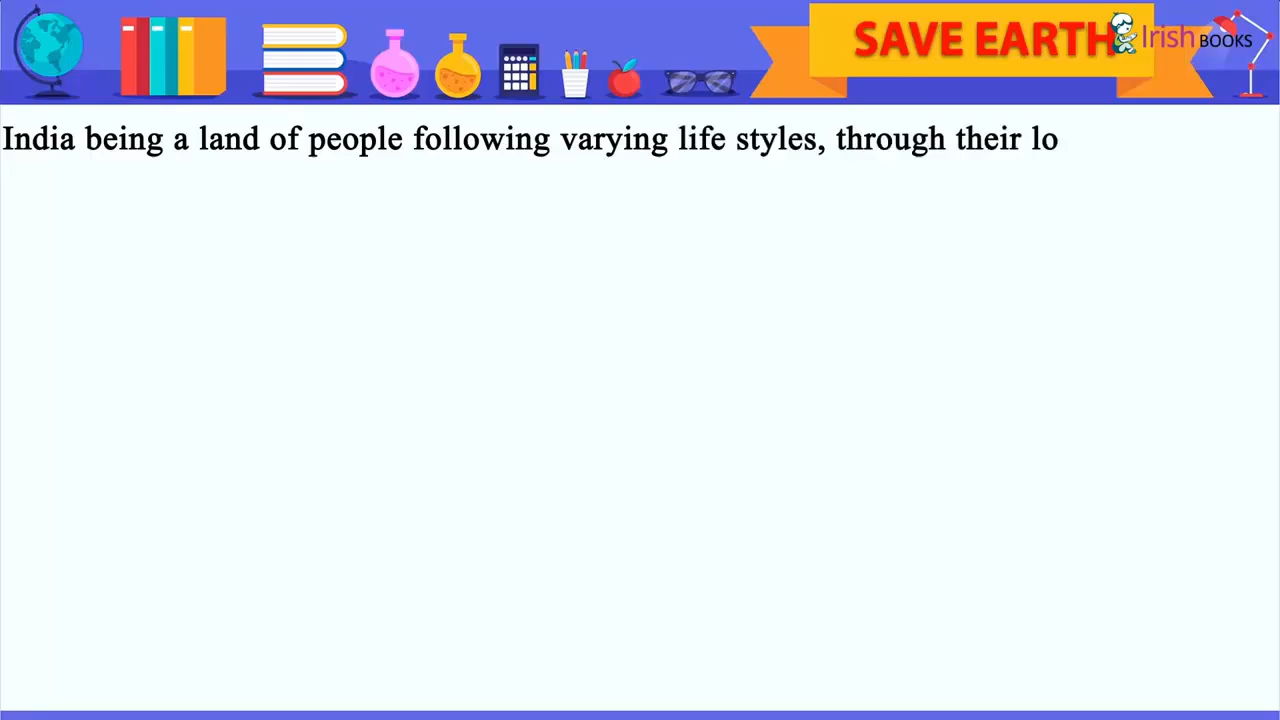 SAVE EARTH
Irish BOOKS
India being a land of people following varying life styles, through their lo